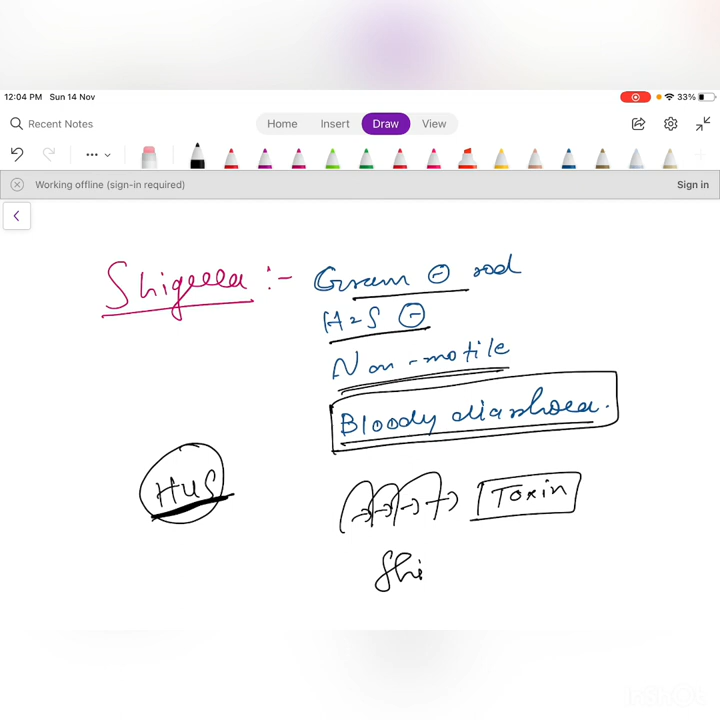 12:04 PM Sun 14 Nov 33%
Recent Notes Home Insert Draw View
Working offline (sign-in required) Sign in
Shigella :- Gram ⊖ rod
H2S ⊖
Non-motile
Bloody diarrhoea.
HUS
Toxin
Shi